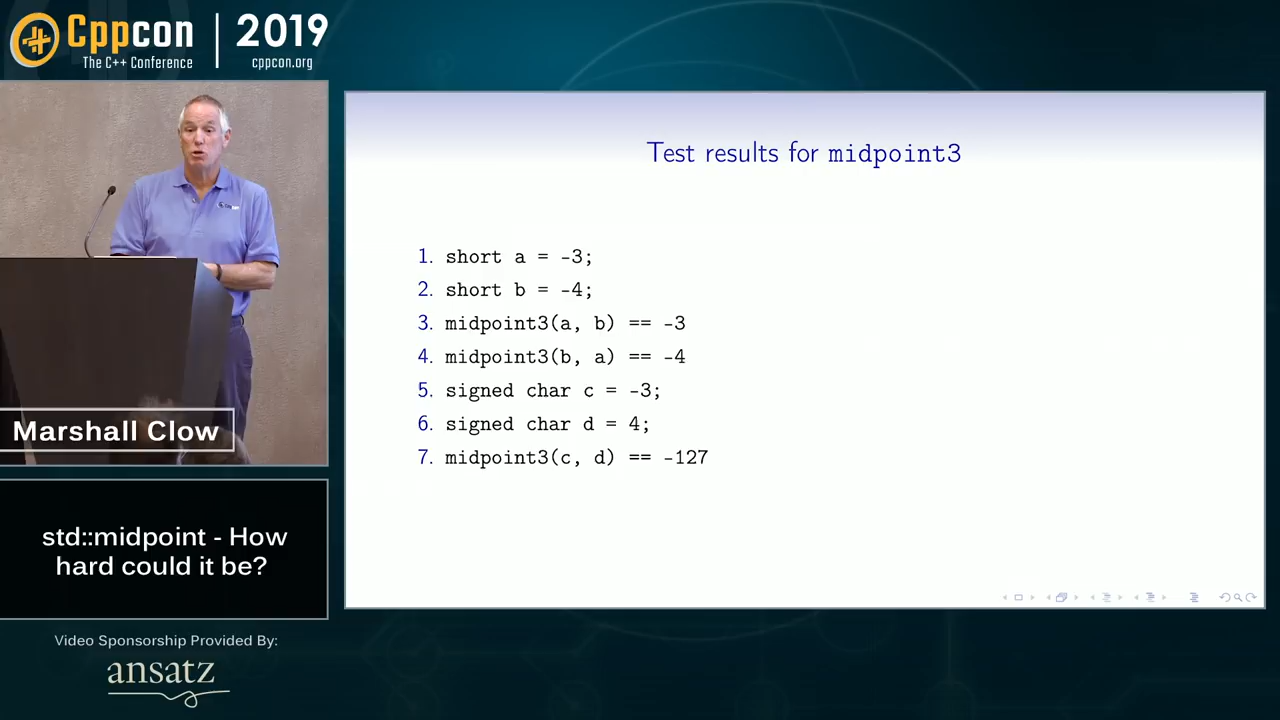 Cppcon
The C++ Conference
2019
cppcon.org
Test results for midpoint3
1. short a = -3;
2. short b = -4;
3. midpoint3(a, b) == -3
4. midpoint3(b, a) == -4
5. signed char c = -3;
6. signed char d = 4;
7. midpoint3(c, d) == -127
Marshall Clow
std::midpoint - How
hard could it be?
Video Sponsorship Provided By:
ansatz